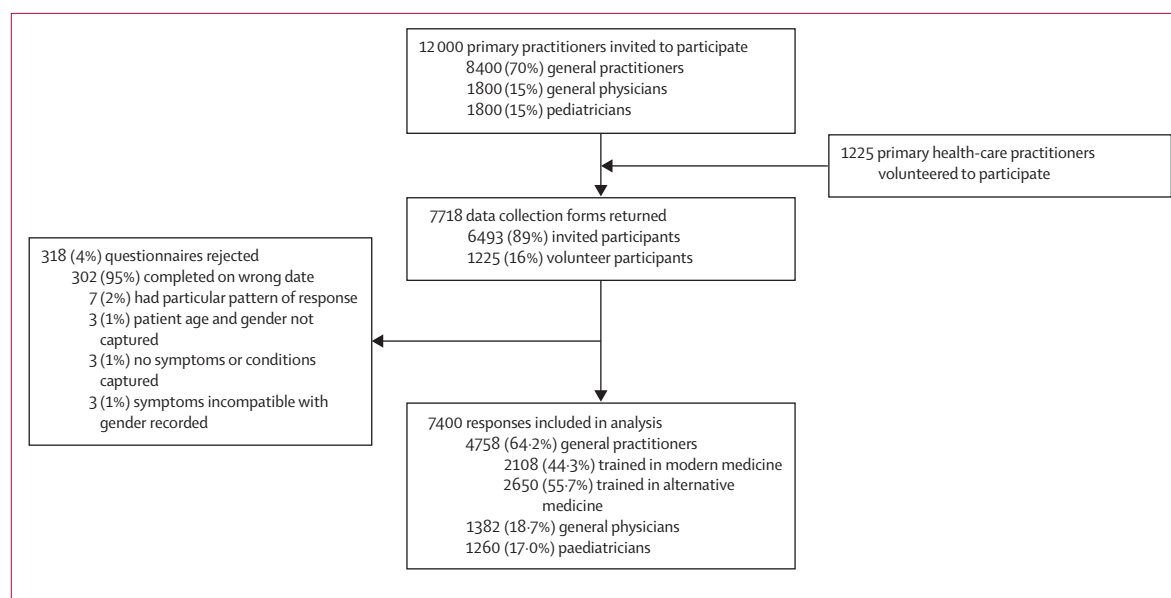 12 000 primary practitioners invited to participate
8400 (70%) general practitioners
1800 (15%) general physicians
1800 (15%) pediatricians
1225 primary health-care practitioners
volunteered to participate
7718 data collection forms returned
6493 (89%) invited participants
1225 (16%) volunteer participants
318 (4%) questionnaires rejected
302 (95%) completed on wrong date
7 (2%) had particular pattern of response
3 (1%) patient age and gender not
captured
3 (1%) no symptoms or conditions
captured
3 (1%) symptoms incompatible with
gender recorded
7400 responses included in analysis
4758 (64·2%) general practitioners
2108 (44·3%) trained in modern medicine
2650 (55·7%) trained in alternative
medicine
1382 (18·7%) general physicians
1260 (17·0%) paediatricians